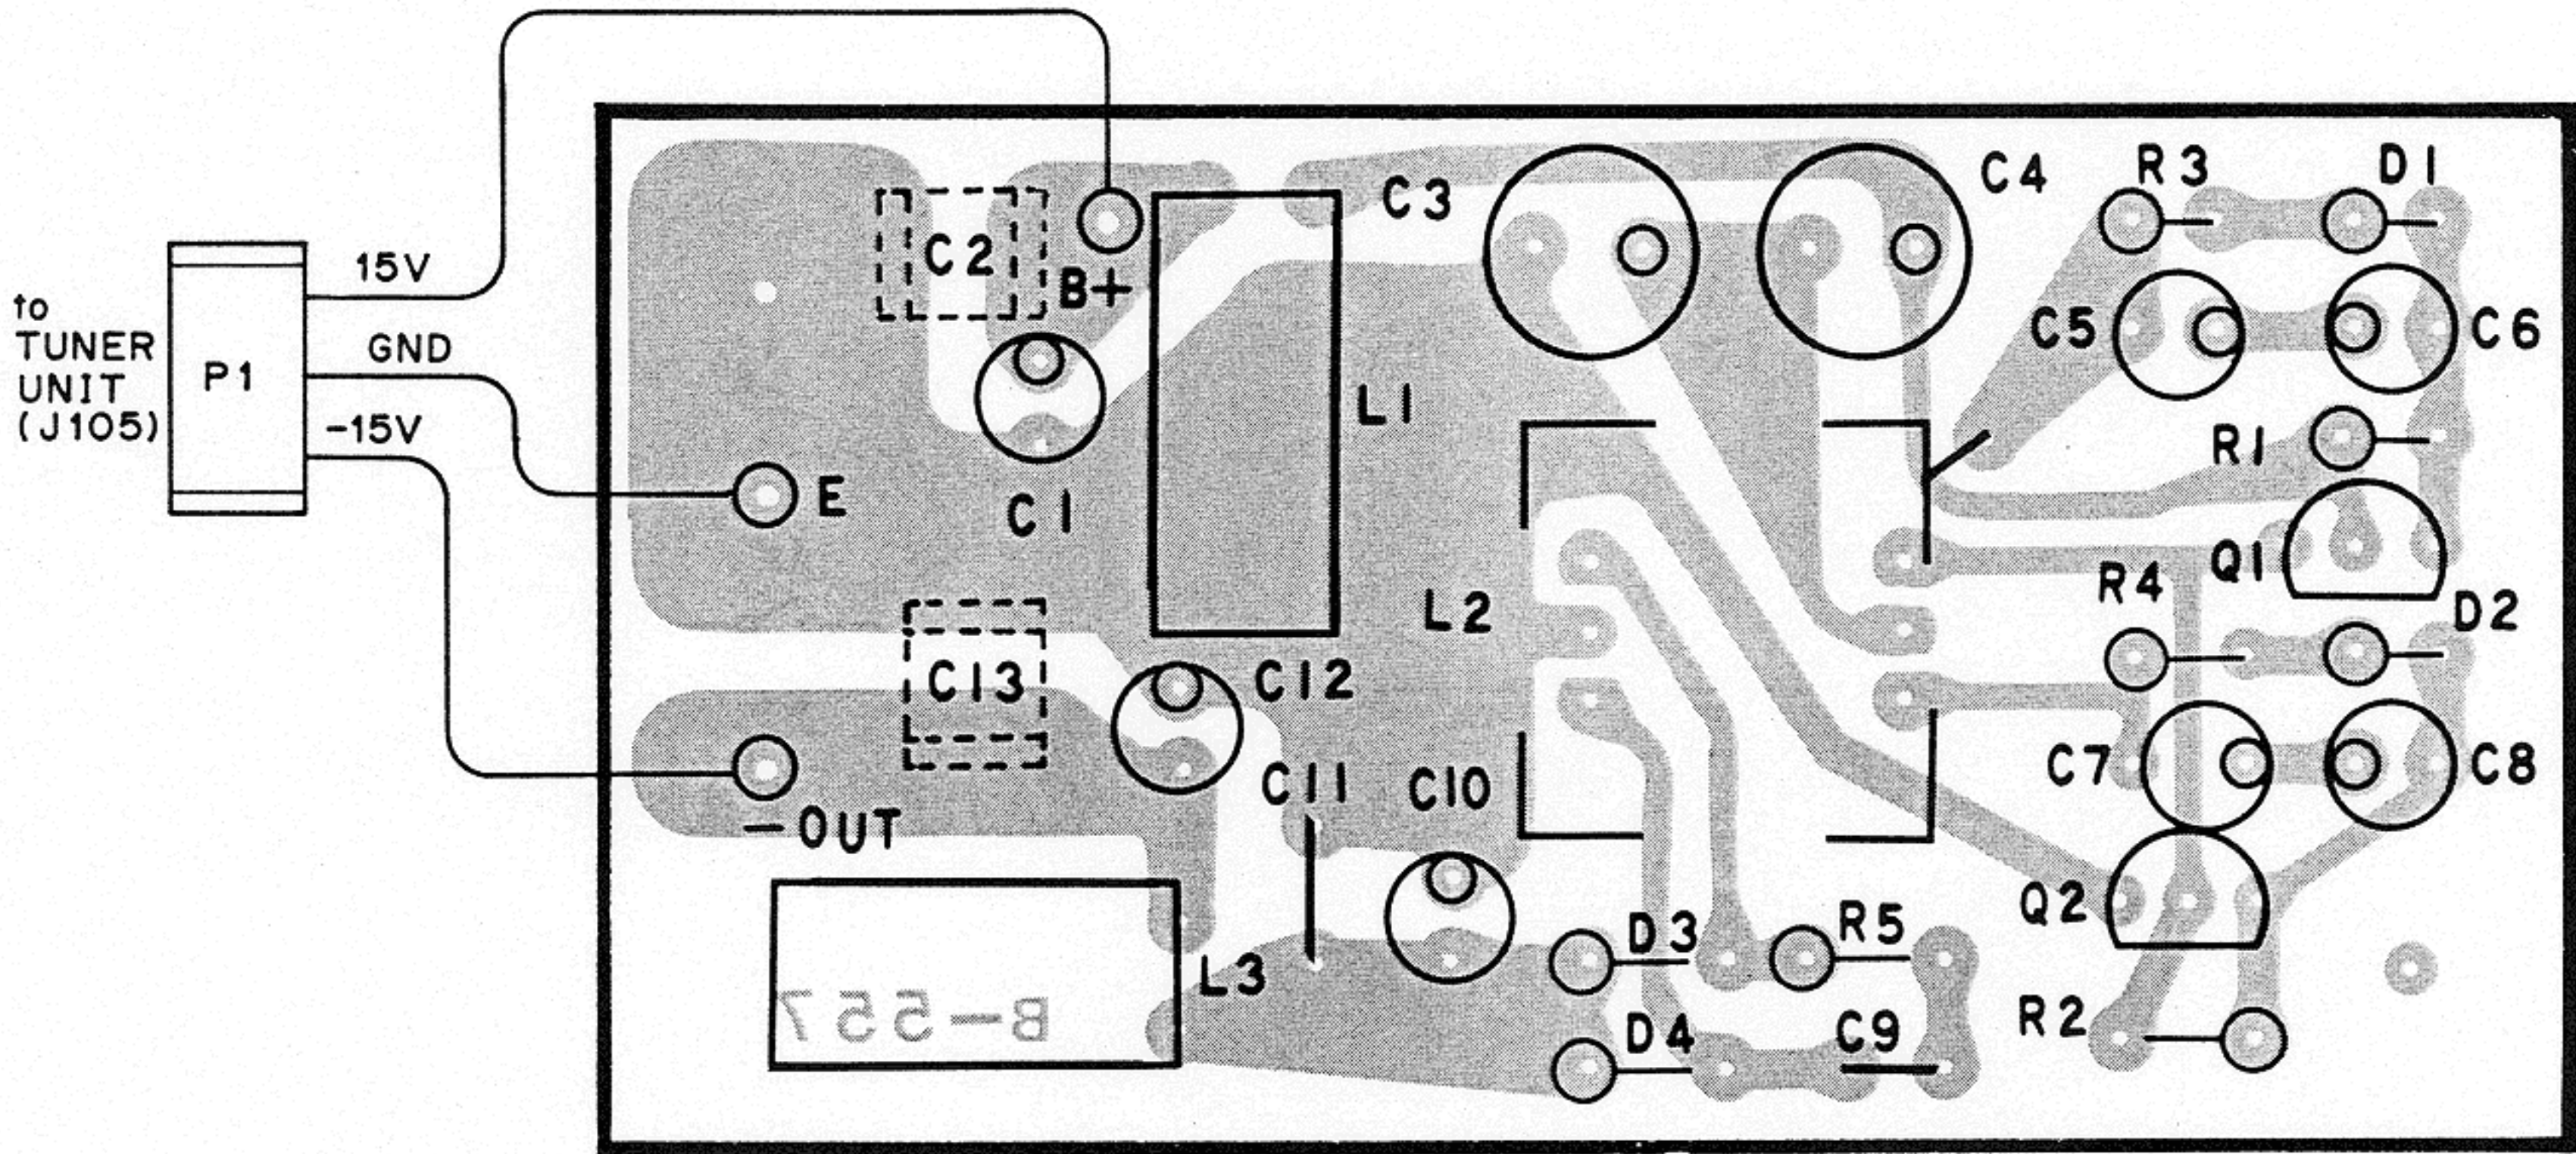 to
TUNER
UNIT
(J105)
P1
15V
GND
-15V
C2
B+
C1
E
C13
-OUT
L1
C12
C11
C10
L3
B-557
C3
C4
L2
R3
D1
C5
C6
R1
Q1
R4
D2
C7
C8
Q2
R2
D3
R5
D4
C9